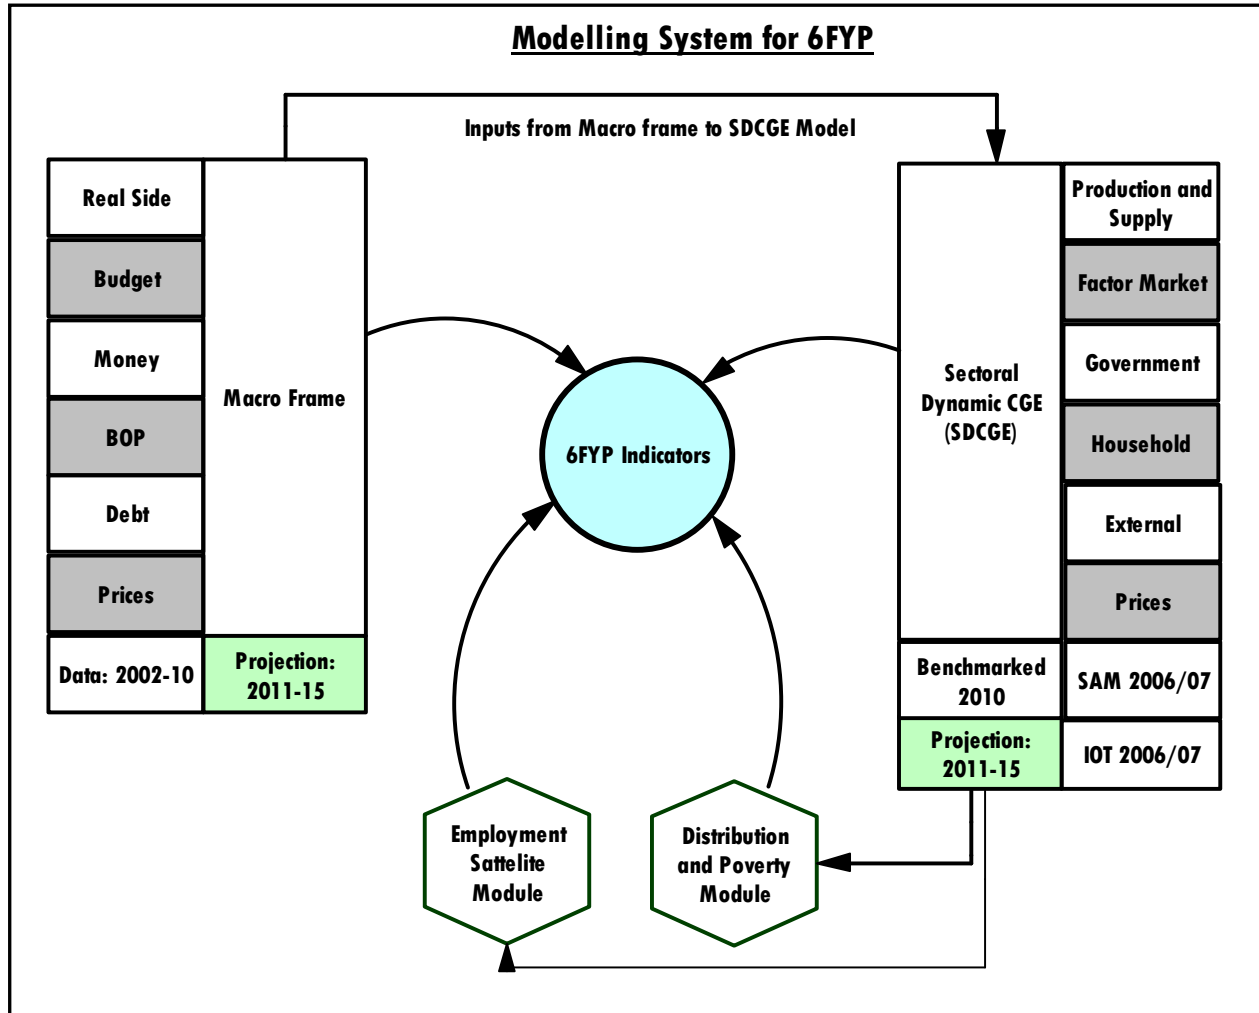 Modelling System for 6FYP
Inputs from Macro frame to SDCGE Model
Real Side
Budget
Money
BOP
Debt
Prices
Data: 2002-10
Macro Frame
Projection:
2011-15
6FYP Indicators
Sectoral
Dynamic CGE
(SDCGE)
Benchmarked
2010
Projection:
2011-15
Production and
Supply
Factor Market
Government
Household
External
Prices
SAM 2006/07
IOT 2006/07
Employment
Sattelite
Module
Distribution
and Poverty
Module